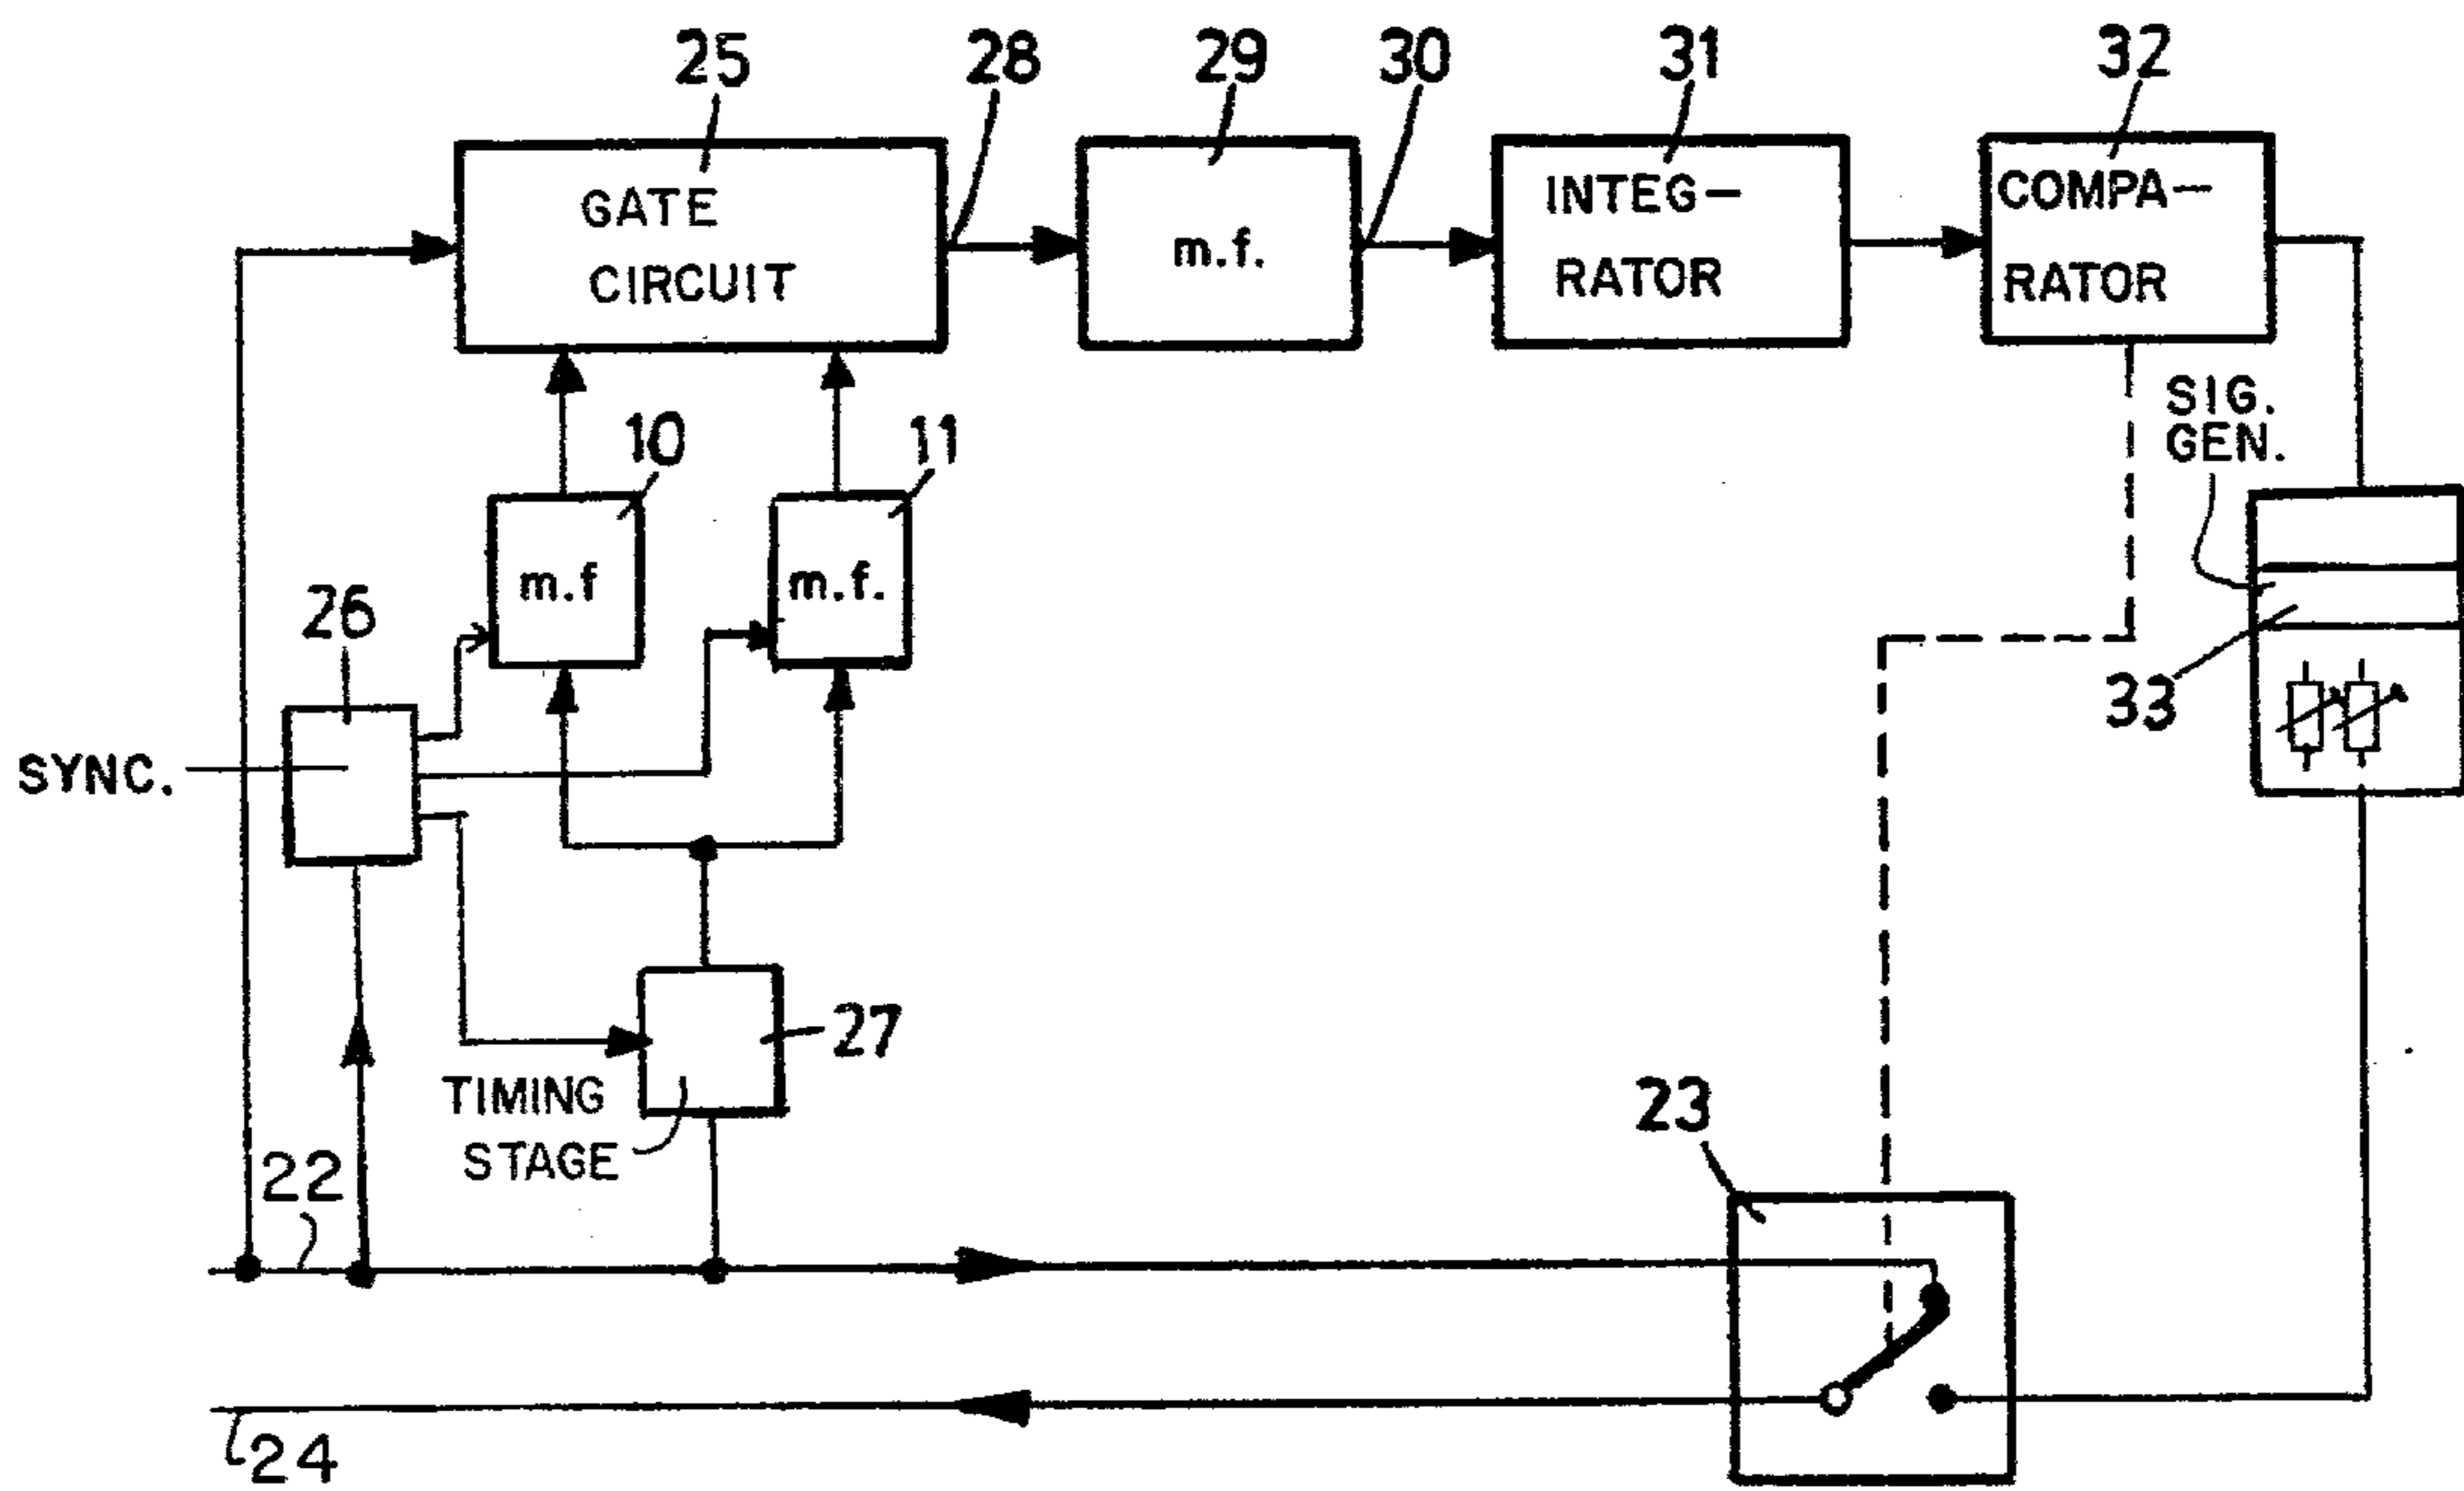 25
28
29
30
31
32
GATE
CIRCUIT
m.f.
INTEG-
RATOR
COMPA-
RATOR
SIG.
GEN.
10
11
m.f
m.f.
26
33
SYNC.
27
TIMING
STAGE
23
22
24